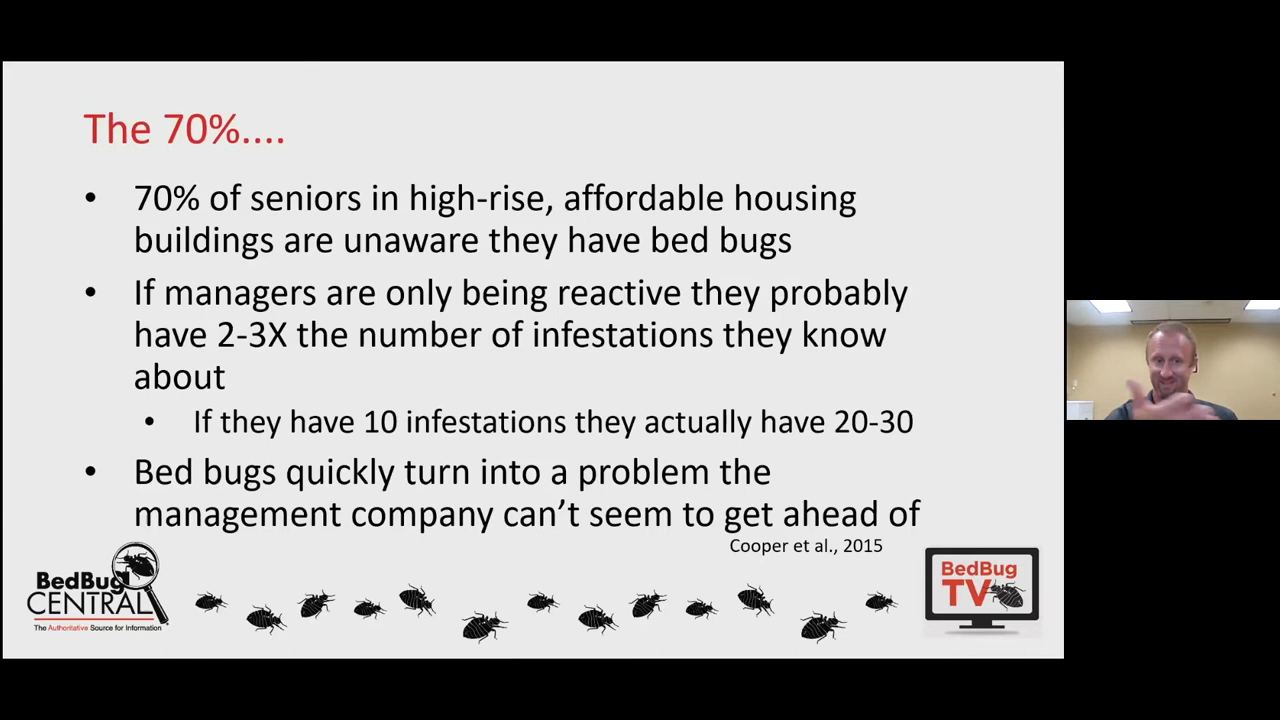 The 70%....
• 70% of seniors in high-rise, affordable housing
buildings are unaware they have bed bugs
• If managers are only being reactive they probably
have 2-3X the number of infestations they know
about
• If they have 10 infestations they actually have 20-30
• Bed bugs quickly turn into a problem the
management company can’t seem to get ahead of
Cooper et al., 2015
BedBug
CENTRAL
The Authoritative Source for Information
BedBug
TV